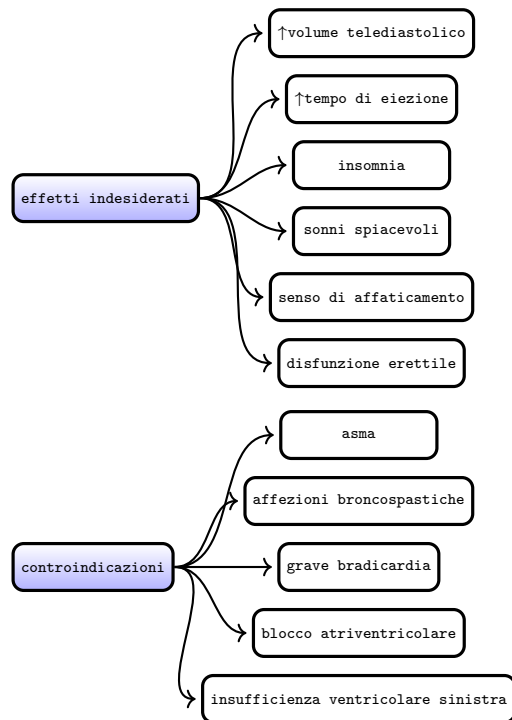 ↑volume telediastolico
↑tempo di eiezione
insomnia
effetti indesiderati
sonni spiacevoli
senso di affaticamento
disfunzione erettile
asma
affezioni broncospastiche
controindicazioni
grave bradicardia
blocco atriventricolare
insufficienza ventricolare sinistra